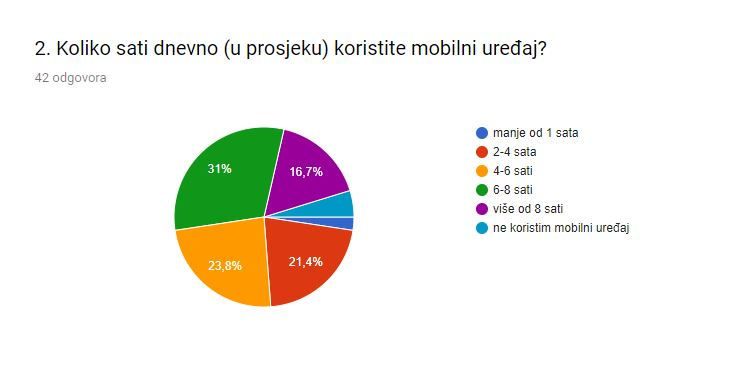 2. Koliko sati dnevno (u prosjeku) koristite mobilni uređaj?
42 odgovora
31%
16,7%
23,8%
21,4%
manje od 1 sata
2-4 sata
4-6 sati
6-8 sati
više od 8 sati
ne koristim mobilni uređaj